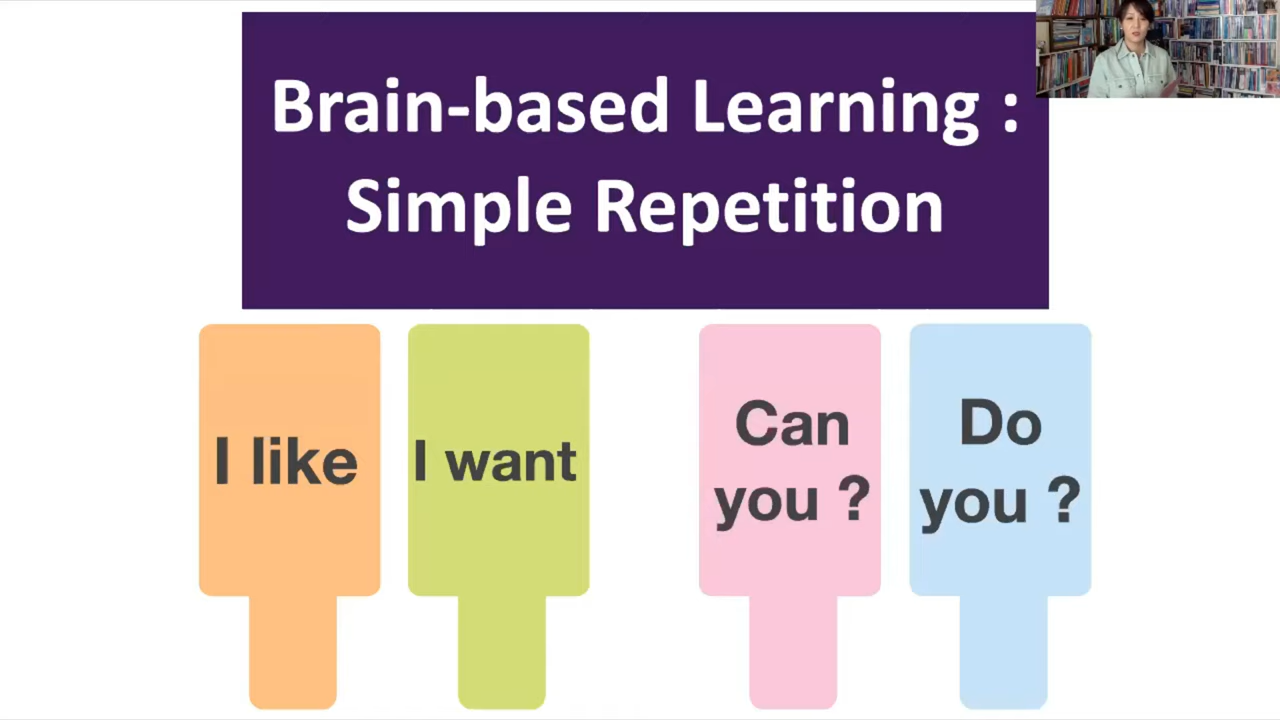 Brain-based Learning :
Simple Repetition
I like
I want
Can
you ?
Do
you ?